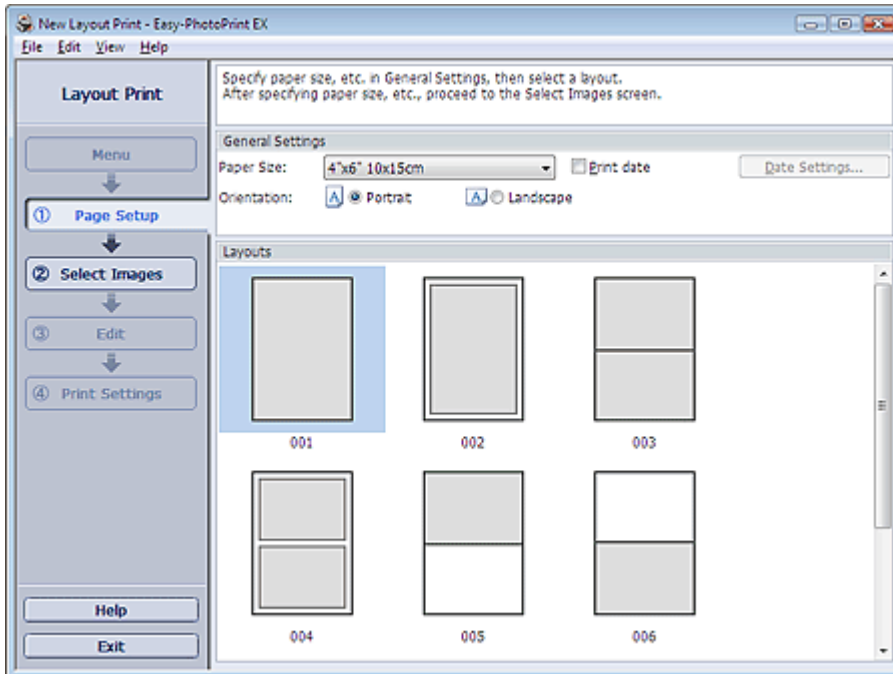 New Layout Print - Easy-PhotoPrint EX
File Edit View Help
Layout Print
Specify paper size, etc. in General Settings, then select a layout.
After specifying paper size, etc., proceed to the Select Images screen.
Menu
① Page Setup
② Select Images
③ Edit
④ Print Settings
Help
Exit
General Settings
Paper Size: 4"x6" 10x15cm Print date Date Settings...
Orientation: A Portrait A Landscape
Layouts
001 002 003
004 005 006